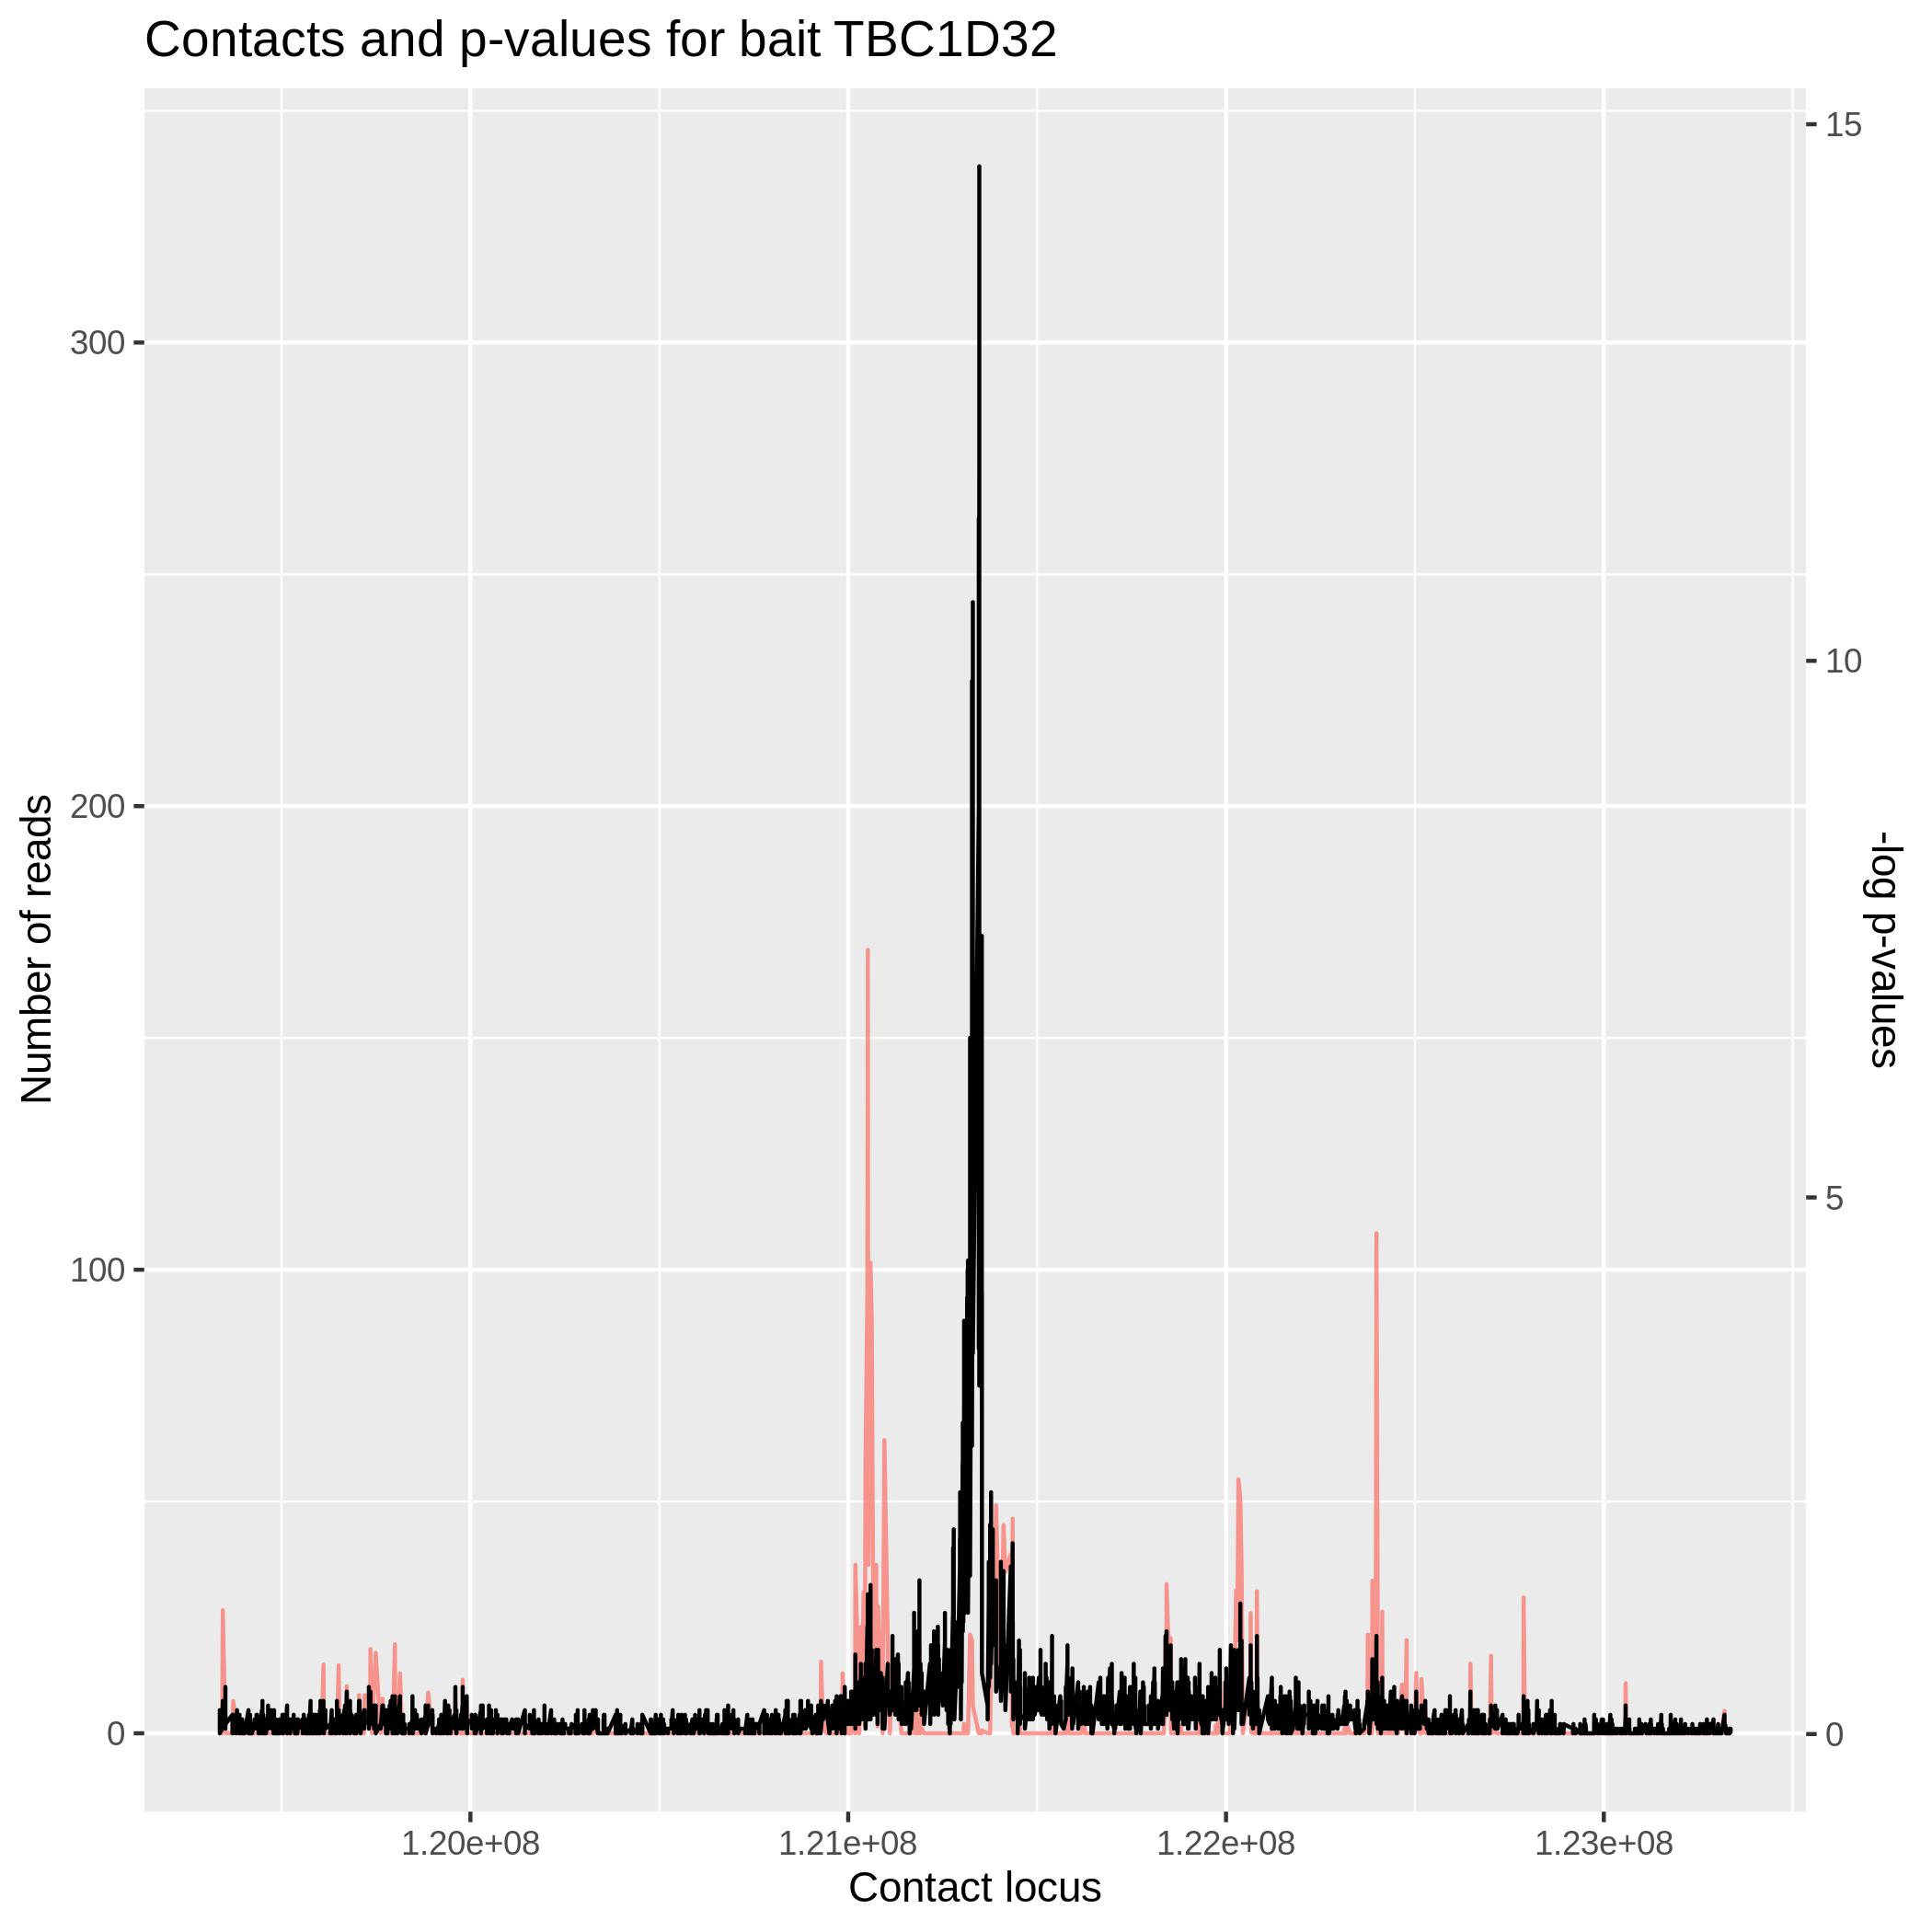 Contacts and p-values for bait TBC1D32
Number of reads
300
200
100
0
15
10
5
0
-log p-values
1.20e+08
1.21e+08
1.22e+08
1.23e+08
Contact locus